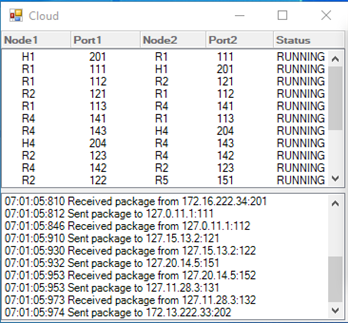 Cloud
Node1 Port1 Node2 Port2 Status
H1 201 R1 111 RUNNING
R1 111 H1 201 RUNNING
R1 112 R2 121 RUNNING
R2 121 R1 112 RUNNING
R1 113 R4 141 RUNNING
R4 141 R1 113 RUNNING
R4 143 H4 204 RUNNING
H4 204 R4 143 RUNNING
R2 123 R4 142 RUNNING
R4 142 R2 123 RUNNING
R2 122 R5 151 RUNNING
07:01:05:810 Received package from 172.16.222.34:201
07:01:05:812 Sent package to 127.0.11.1:111
07:01:05:846 Received package from 127.0.11.1:112
07:01:05:910 Sent package to 127.15.13.2:121
07:01:05:930 Received package from 127.15.13.2:122
07:01:05:932 Sent package to 127.20.14.5:151
07:01:05:953 Received package from 127.20.14.5:152
07:01:05:953 Sent package to 127.11.28.3:131
07:01:05:973 Received package from 127.11.28.3:132
07:01:05:974 Sent package to 172.13.222.33:202